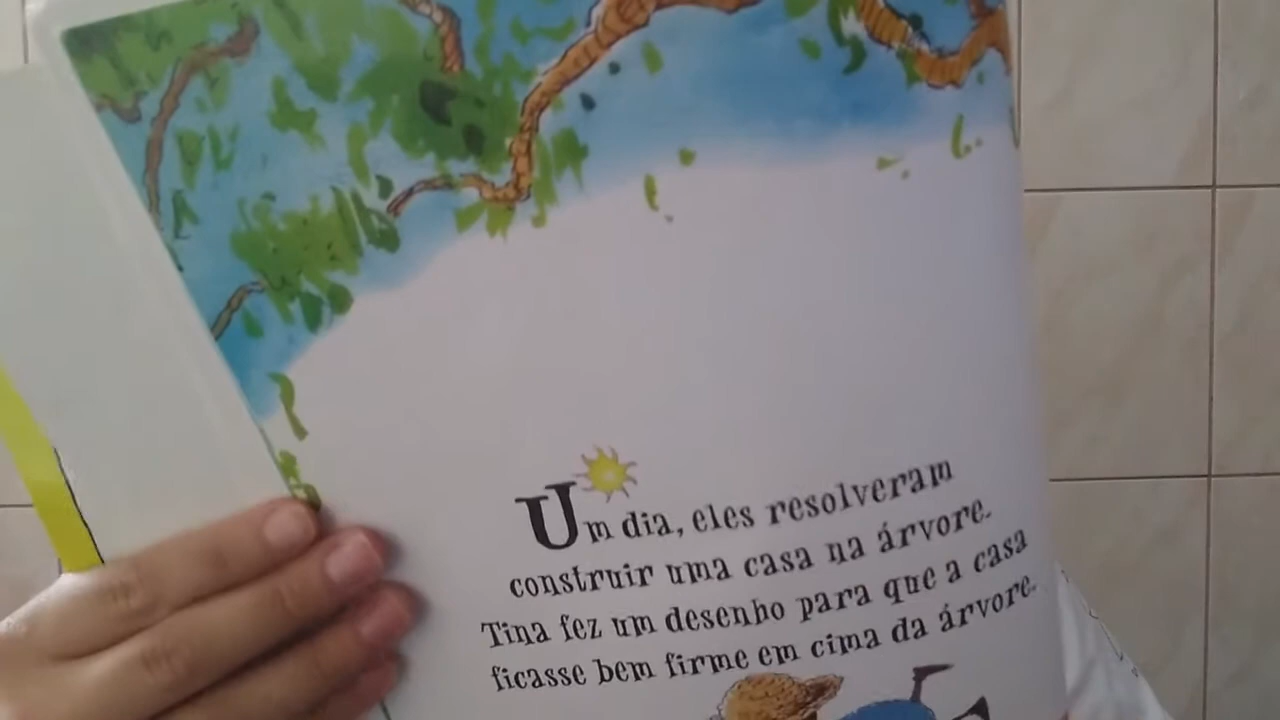 Um dia, eles resolveram
construir uma casa na árvore.
Tina fez um desenho para que a casa
ficasse bem firme em cima da árvore.